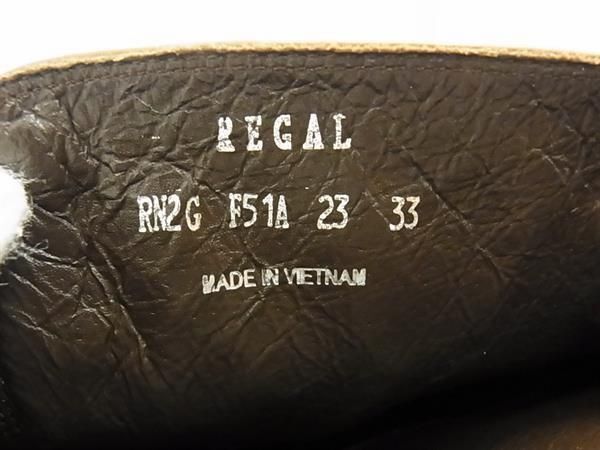 REGAL
RN2G F51A 23 33
MADE IN VIETNAM